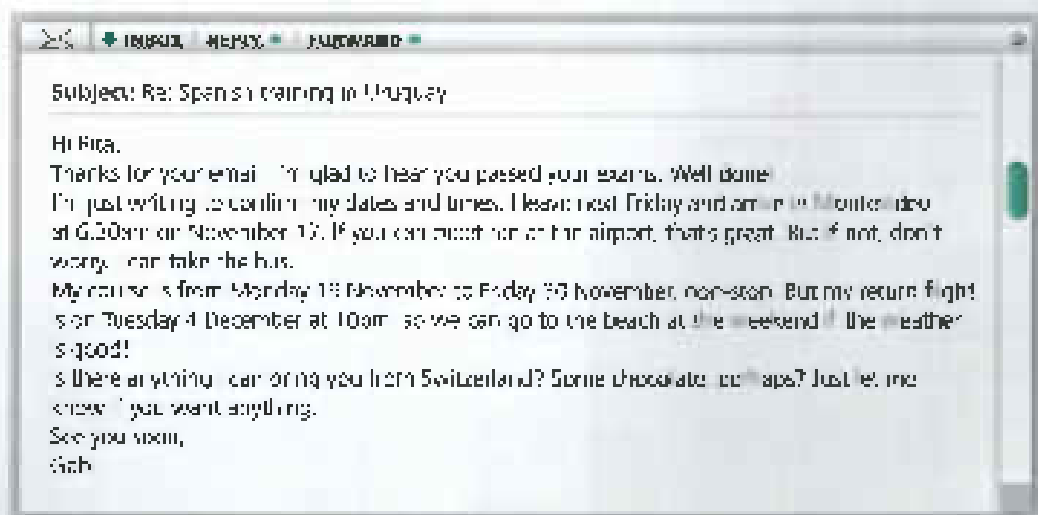 INBOX REPLY FORWARD
Subject: Re: Spanish training in Uruguay
Hi
Thanks for your email. I'm glad to hear you passed your exams. Well done!
I'm just writing to confirm my dates and times. I leave next Friday and arrive in Montevideo
at 6.30am on November 17. If you can meet me at the airport, that's great. But if not, don't
worry. I can take the bus.
My course is from Monday 19 November to Friday 30 November, non-stop. But my return flight
is on Tuesday 4 December at 10pm so we can go to the beach at the weekend if the weather
is good!
Is there anything I can bring you from Switzerland? Some chocolate, perhaps? Just let me
know if you want anything.
See you soon,